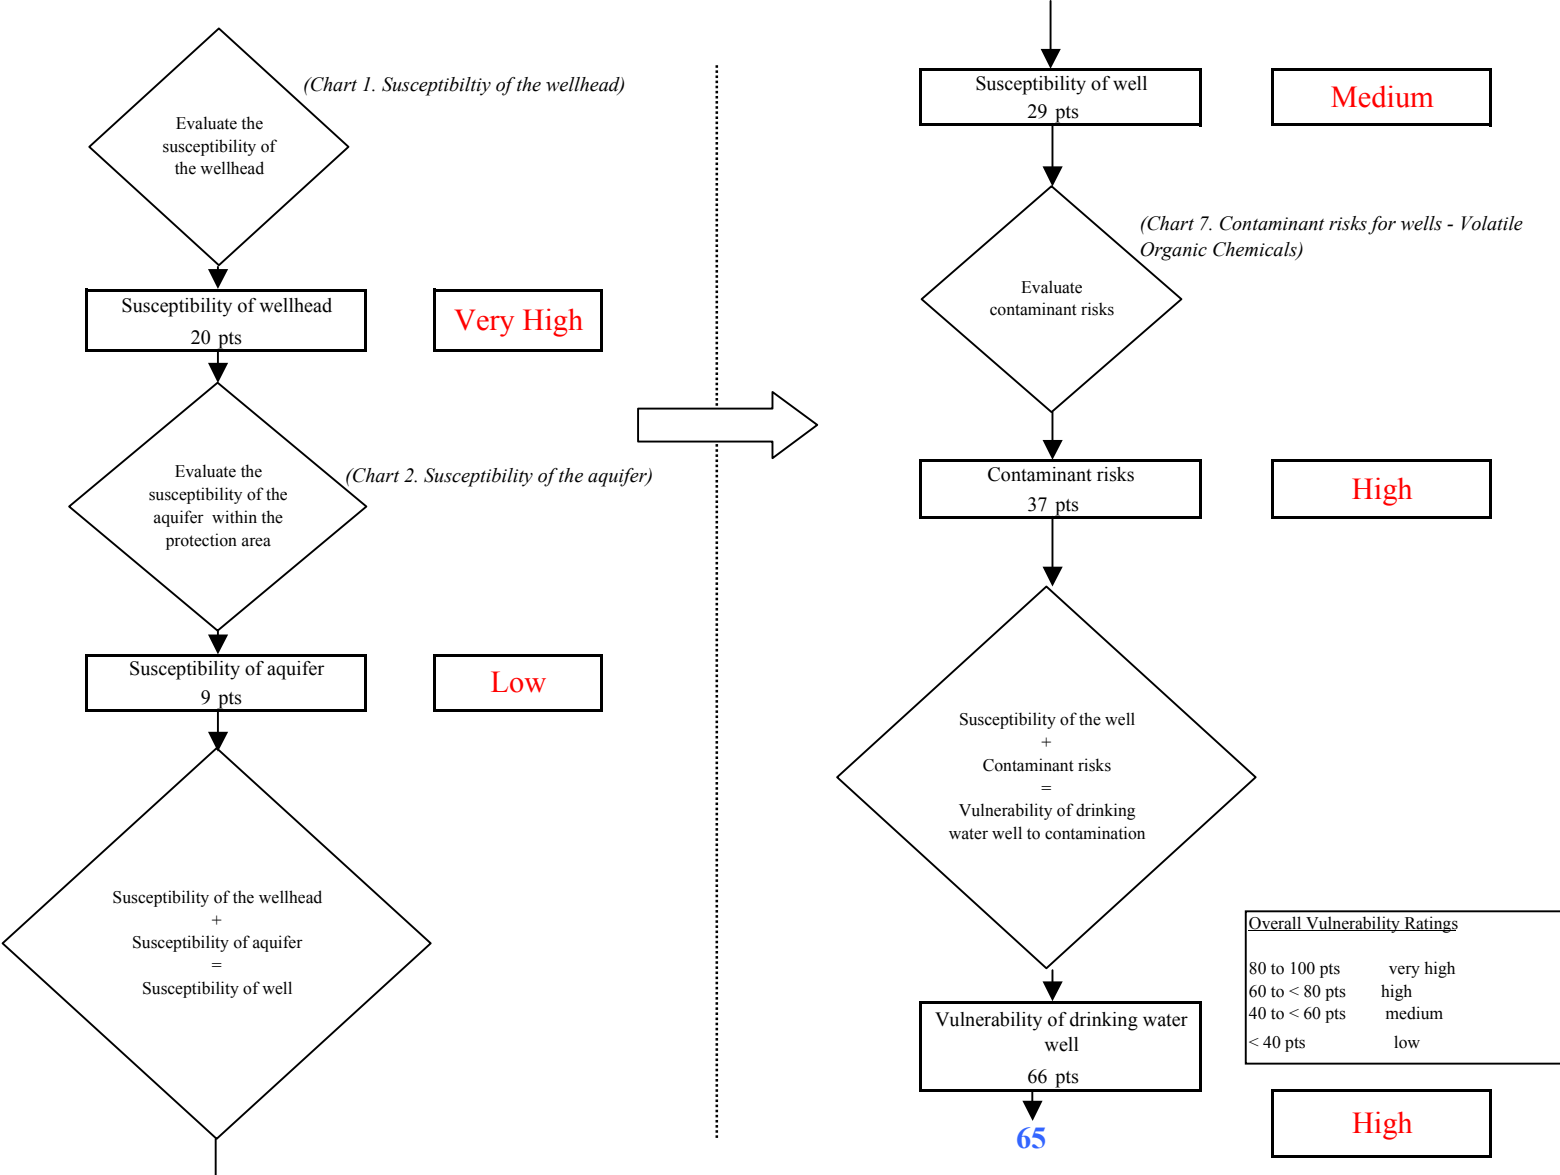 (Chart 1. Susceptibiltiy of the wellhead)
Evaluate the
susceptibility of
the wellhead
Susceptibility of wellhead
20 pts
Very High
(Chart 2. Susceptibility of the aquifer)
Evaluate the
susceptibility of the
aquifer within the
protection area
Susceptibility of aquifer
9 pts
Low
Susceptibility of the wellhead
+
Susceptibility of aquifer
=
Susceptibility of well
Susceptibility of well
29 pts
Medium
(Chart 7. Contaminant risks for wells - Volatile
Organic Chemicals)
Evaluate
contaminant risks
Contaminant risks
37 pts
High
Susceptibility of the well
+
Contaminant risks
=
Vulnerability of drinking
water well to contamination
Overall Vulnerability Ratings
80 to 100 pts very high
60 to < 80 pts high
40 to < 60 pts medium
< 40 pts low
Vulnerability of drinking water
well
66 pts
High
65